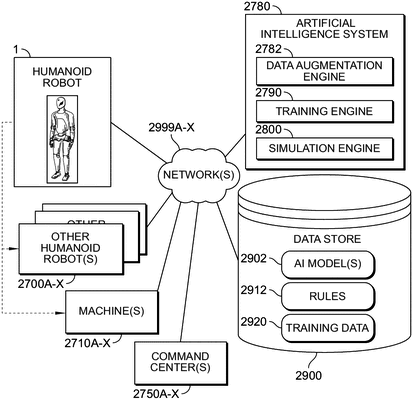 1
HUMANOID
ROBOT
2999A-X
NETWORK(S)
2780
ARTIFICIAL
INTELLIGENCE SYSTEM
2782
DATA AUGMENTATION
ENGINE
2790
TRAINING ENGINE
2800
SIMULATION ENGINE
OTHER
OTHER
HUMANOID
ROBOT(S)
2700A-X
MACHINE(S)
2710A-X
COMMAND
CENTER(S)
2750A-X
DATA STORE
2902
AI MODEL(S)
2912
RULES
2920
TRAINING DATA
2900